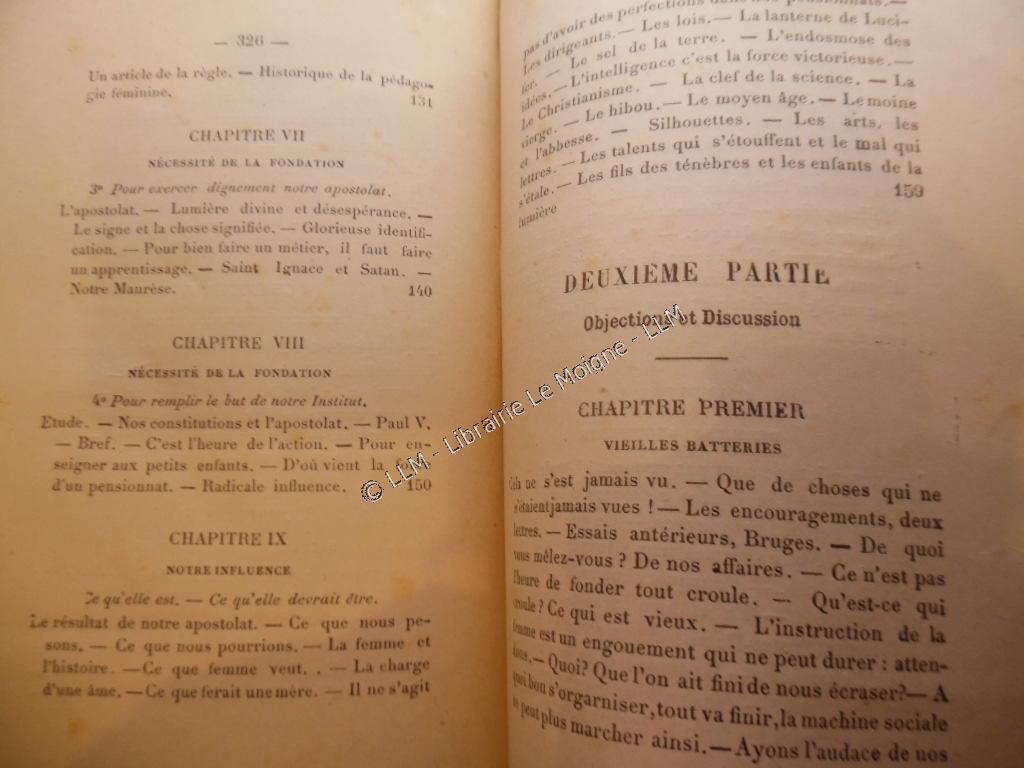 — 326 —
Un article de la règle. — Historique de la pédago-
gie féminine. 131
CHAPITRE VII
NÉCESSITÉ DE LA FONDATION
3º Pour exercer dignement notre apostolat.
L'apostolat. — Lumière divine et désespérance. —
Le signe et la chose signifiée. — Glorieuse identifi-
cation. — Pour bien faire un métier, il faut faire
un apprentissage. — Saint Ignace et Satan. —
Notre Manrèse. 140
CHAPITRE VIII
NÉCESSITÉ DE LA FONDATION
4º Pour remplir le but de notre Institut.
Etude. — Nos constitutions et l'apostolat. — Paul V.
— Bref. — C'est l'heure de l'action. — Pour en-
seigner aux petits enfants. — D'où vient la
d'un pensionnat. — Radicale influence. 150
CHAPITRE IX
NOTRE INFLUENCE
Ce qu'elle est. — Ce qu'elle devrait être.
Le résultat de notre apostolat. — Ce que nous pe-
sons. — Ce que nous pourrions. — La femme et
l'histoire. — Ce que femme veut. . — La charge
d'une âme. — Ce que ferait une mère. — Il ne s'agit
pas d'avoir des perfections dans nos pensionnats. —
Les dirigeants. — Les lois. — La lanterne de Luci-
fer. — Le sel de la terre. — L'endosmose des
idées. — L'intelligence c'est la force victorieuse. —
Le Christianisme. — La clef de la science. — La
vierge. — Le hibou. — Le moyen âge. — Le moine
et l'abbesse. — Silhouettes. — Les arts, les
lettres. — Les talents qui s'étouffent et le mal qui
s'étale. — Les fils des ténèbres et les enfants de la
lumière 159
DEUXIEME PARTIE
Objections et Discussion
CHAPITRE PREMIER
VIEILLES BATTERIES
Cela ne s'est jamais vu. — Que de choses qui ne
s'étaient jamais vues ! — Les encouragements, deux
lettres. — Essais antérieurs, Bruges. — De quoi
vous mêlez-vous ? De nos affaires. — Ce n'est pas
l'heure de fonder tout croule. — Qu'est-ce qui
croule ? Ce qui est vieux. — L'instruction de la
femme est un engouement qui ne peut durer : atten-
dons. — Quoi? Que l'on ait fini de nous écraser? — A
quoi bon s'orgarniser, tout va finir, la machine sociale
ne peut plus marcher ainsi. — Ayons l'audace de nos
© LLM - Librairie Le Moigne - LLM